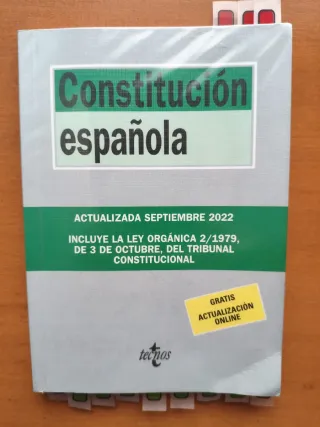 Constitución
española
ACTUALIZADA SEPTIEMBRE 2022
INCLUYE LA LEY ORGÁNICA 2/1979,
DE 3 DE OCTUBRE, DEL TRIBUNAL
CONSTITUCIONAL
GRATIS
ACTUALIZACIÓN
ONLINE
tecnos